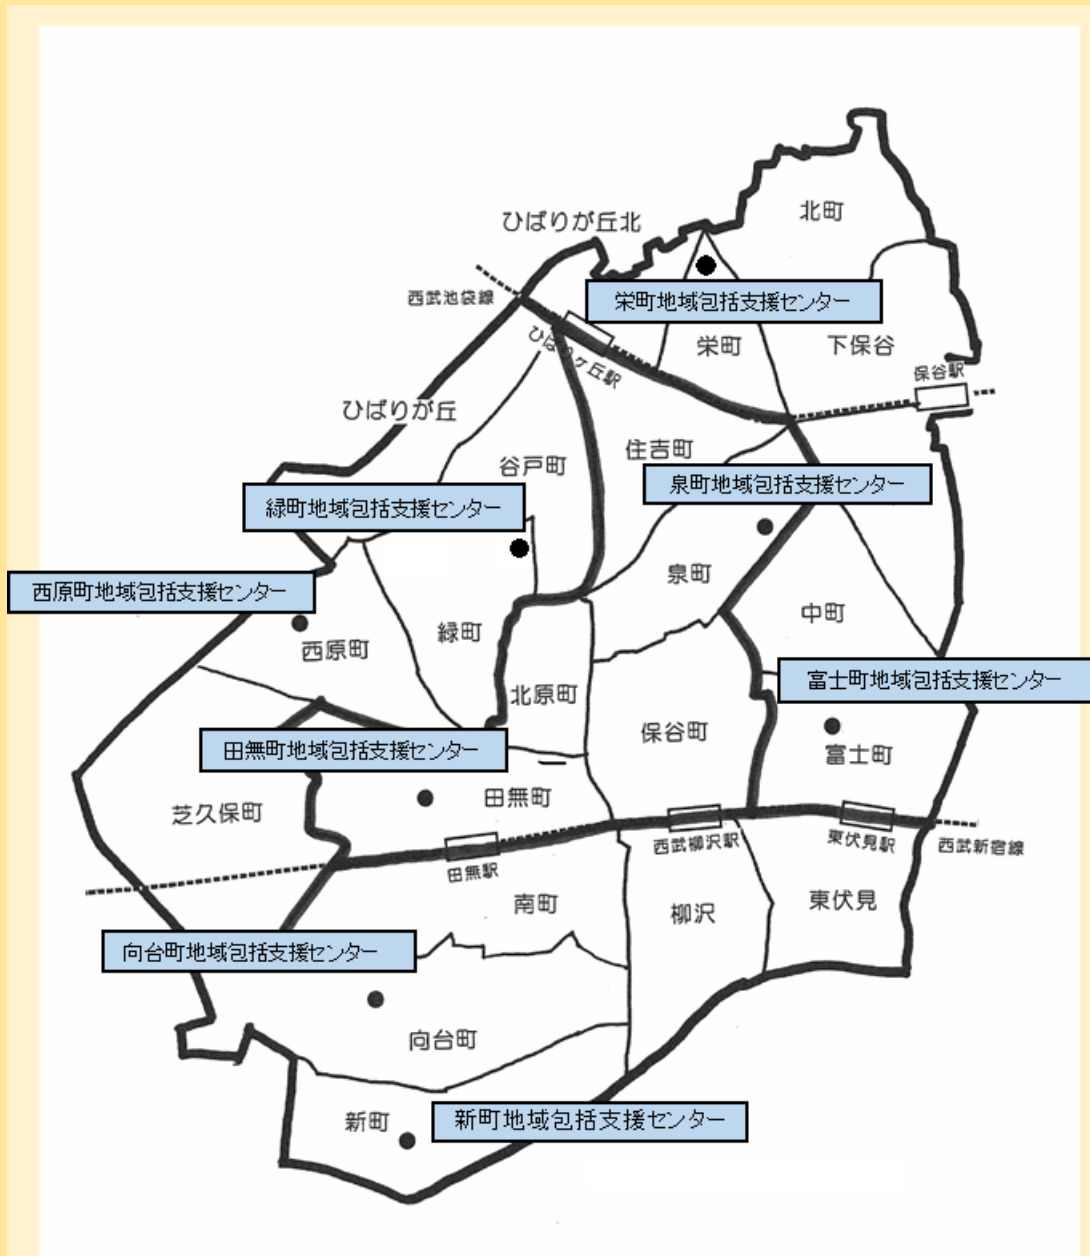 北町
ひばりが丘北
西武池袋線
栄町地域包括支援センター
ひばりヶ丘駅
栄町
下保谷
保谷駅
ひばりが丘
住吉町
谷戸町
泉町地域包括支援センター
緑町地域包括支援センター
泉町
西原町地域包括支援センター
中町
緑町
西原町
富士町地域包括支援センター
北原町
保谷町
田無町地域包括支援センター
富士町
田無町
芝久保町
西武柳沢駅
東伏見駅
西武新宿線
田無駅
南町
柳沢
東伏見
向台町地域包括支援センター
向台町
新町
新町地域包括支援センター